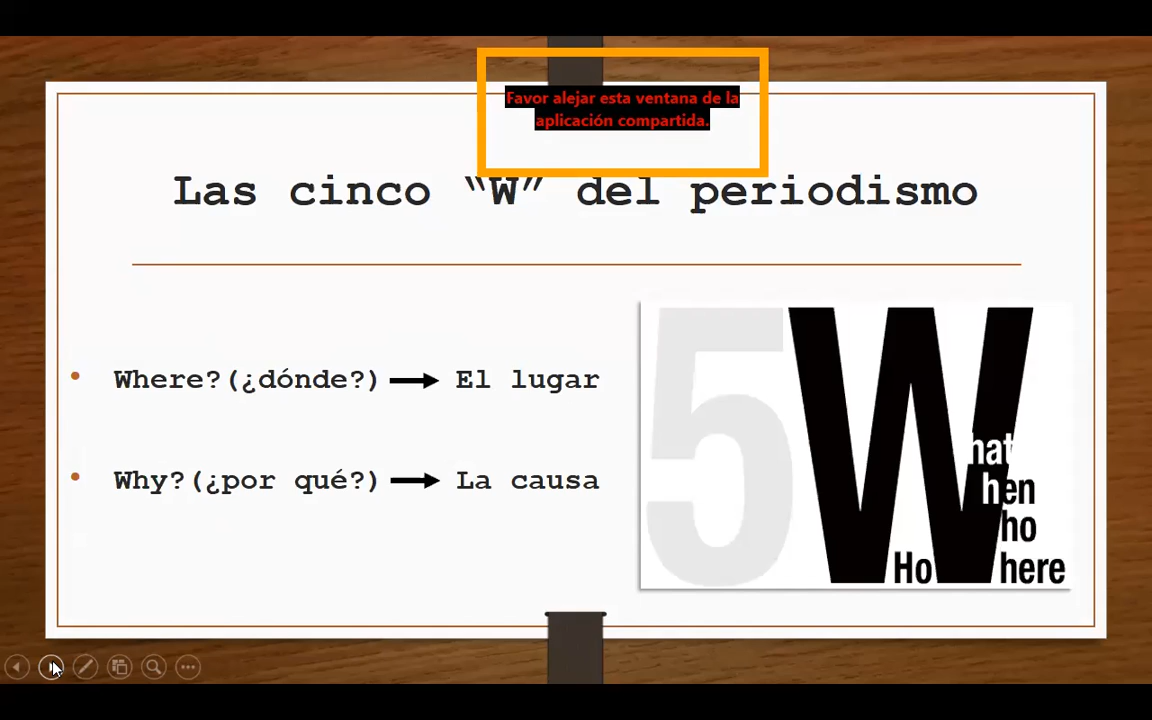 Favor alejar esta ventana de la
aplicación compartida.
Las cinco “W” del periodismo
• Where?(¿dónde?) → El lugar
• Why?(¿por qué?) → La causa
5W
hat
hen
ho
Ho
here